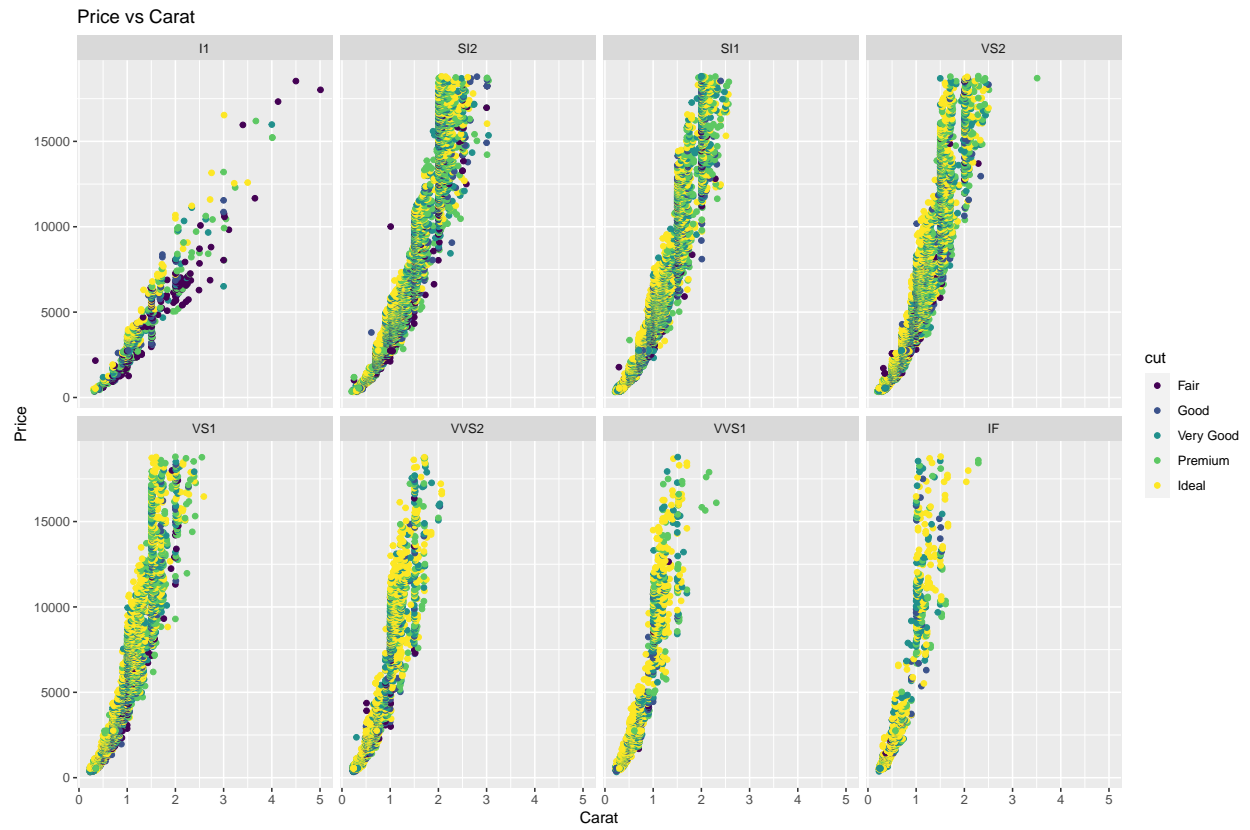 Price vs Carat
I1 SI2 SI1 VS2
15000
10000
5000
0
VS1 VVS2 VVS1 IF
15000
10000
5000
0
0 1 2 3 4 5 0 1 2 3 4 5 0 1 2 3 4 5 0 1 2 3 4 5
Carat
Price
cut
Fair
Good
Very Good
Premium
Ideal